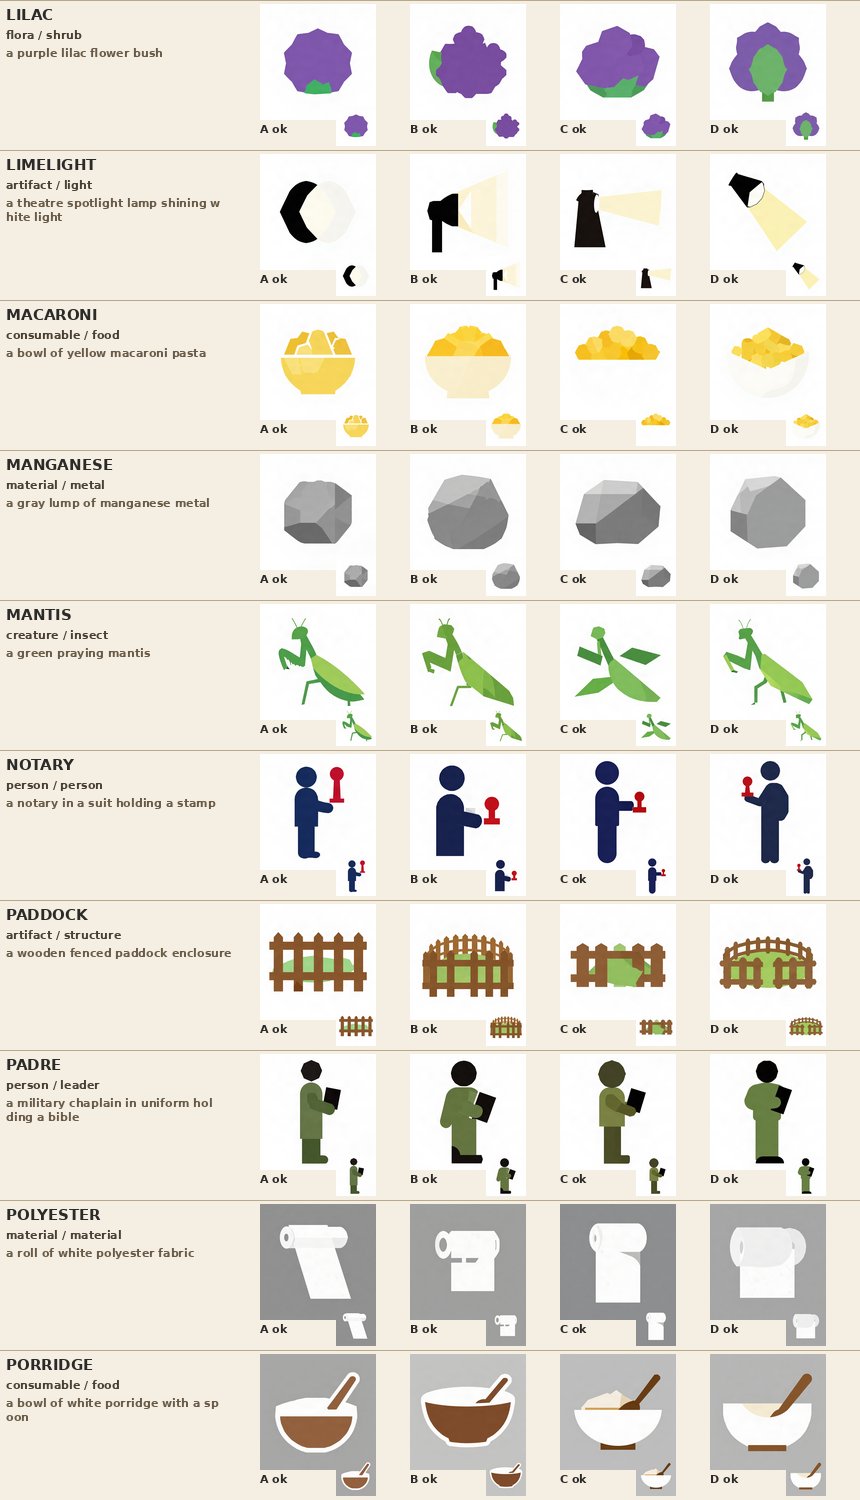 LILAC
flora / shrub
a purple lilac flower bush
A ok
B ok
C ok
D ok
LIMELIGHT
artifact / light
a theatre spotlight lamp shining w
hite light
A ok
B ok
C ok
D ok
MACARONI
consumable / food
a bowl of yellow macaroni pasta
A ok
B ok
C ok
D ok
MANGANESE
material / metal
a gray lump of manganese metal
A ok
B ok
C ok
D ok
MANTIS
creature / insect
a green praying mantis
A ok
B ok
C ok
D ok
NOTARY
person / person
a notary in a suit holding a stamp
A ok
B ok
C ok
D ok
PADDOCK
artifact / structure
a wooden fenced paddock enclosure
A ok
B ok
C ok
D ok
PADRE
person / leader
a military chaplain in uniform hol
ding a bible
A ok
B ok
C ok
D ok
POLYESTER
material / material
a roll of white polyester fabric
A ok
B ok
C ok
D ok
PORRIDGE
consumable / food
a bowl of white porridge with a sp
oon
A ok
B ok
C ok
D ok